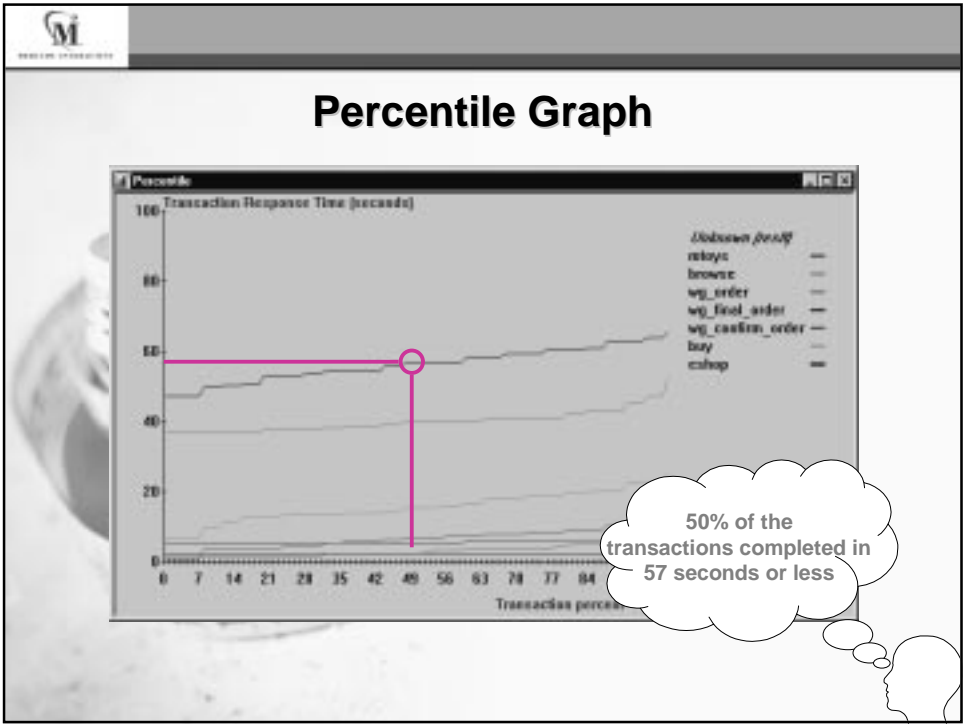 M
Percentile Graph
Percentile
Transaction Response Time (seconds)
100
80
60
40
20
0
0 7 14 21 28 35 42 49 56 63 70 77 84
Transaction percent
browse
wg_order
wg_final_order
wg_confirm_order
buy
eshop
50% of the
transactions completed in
57 seconds or less